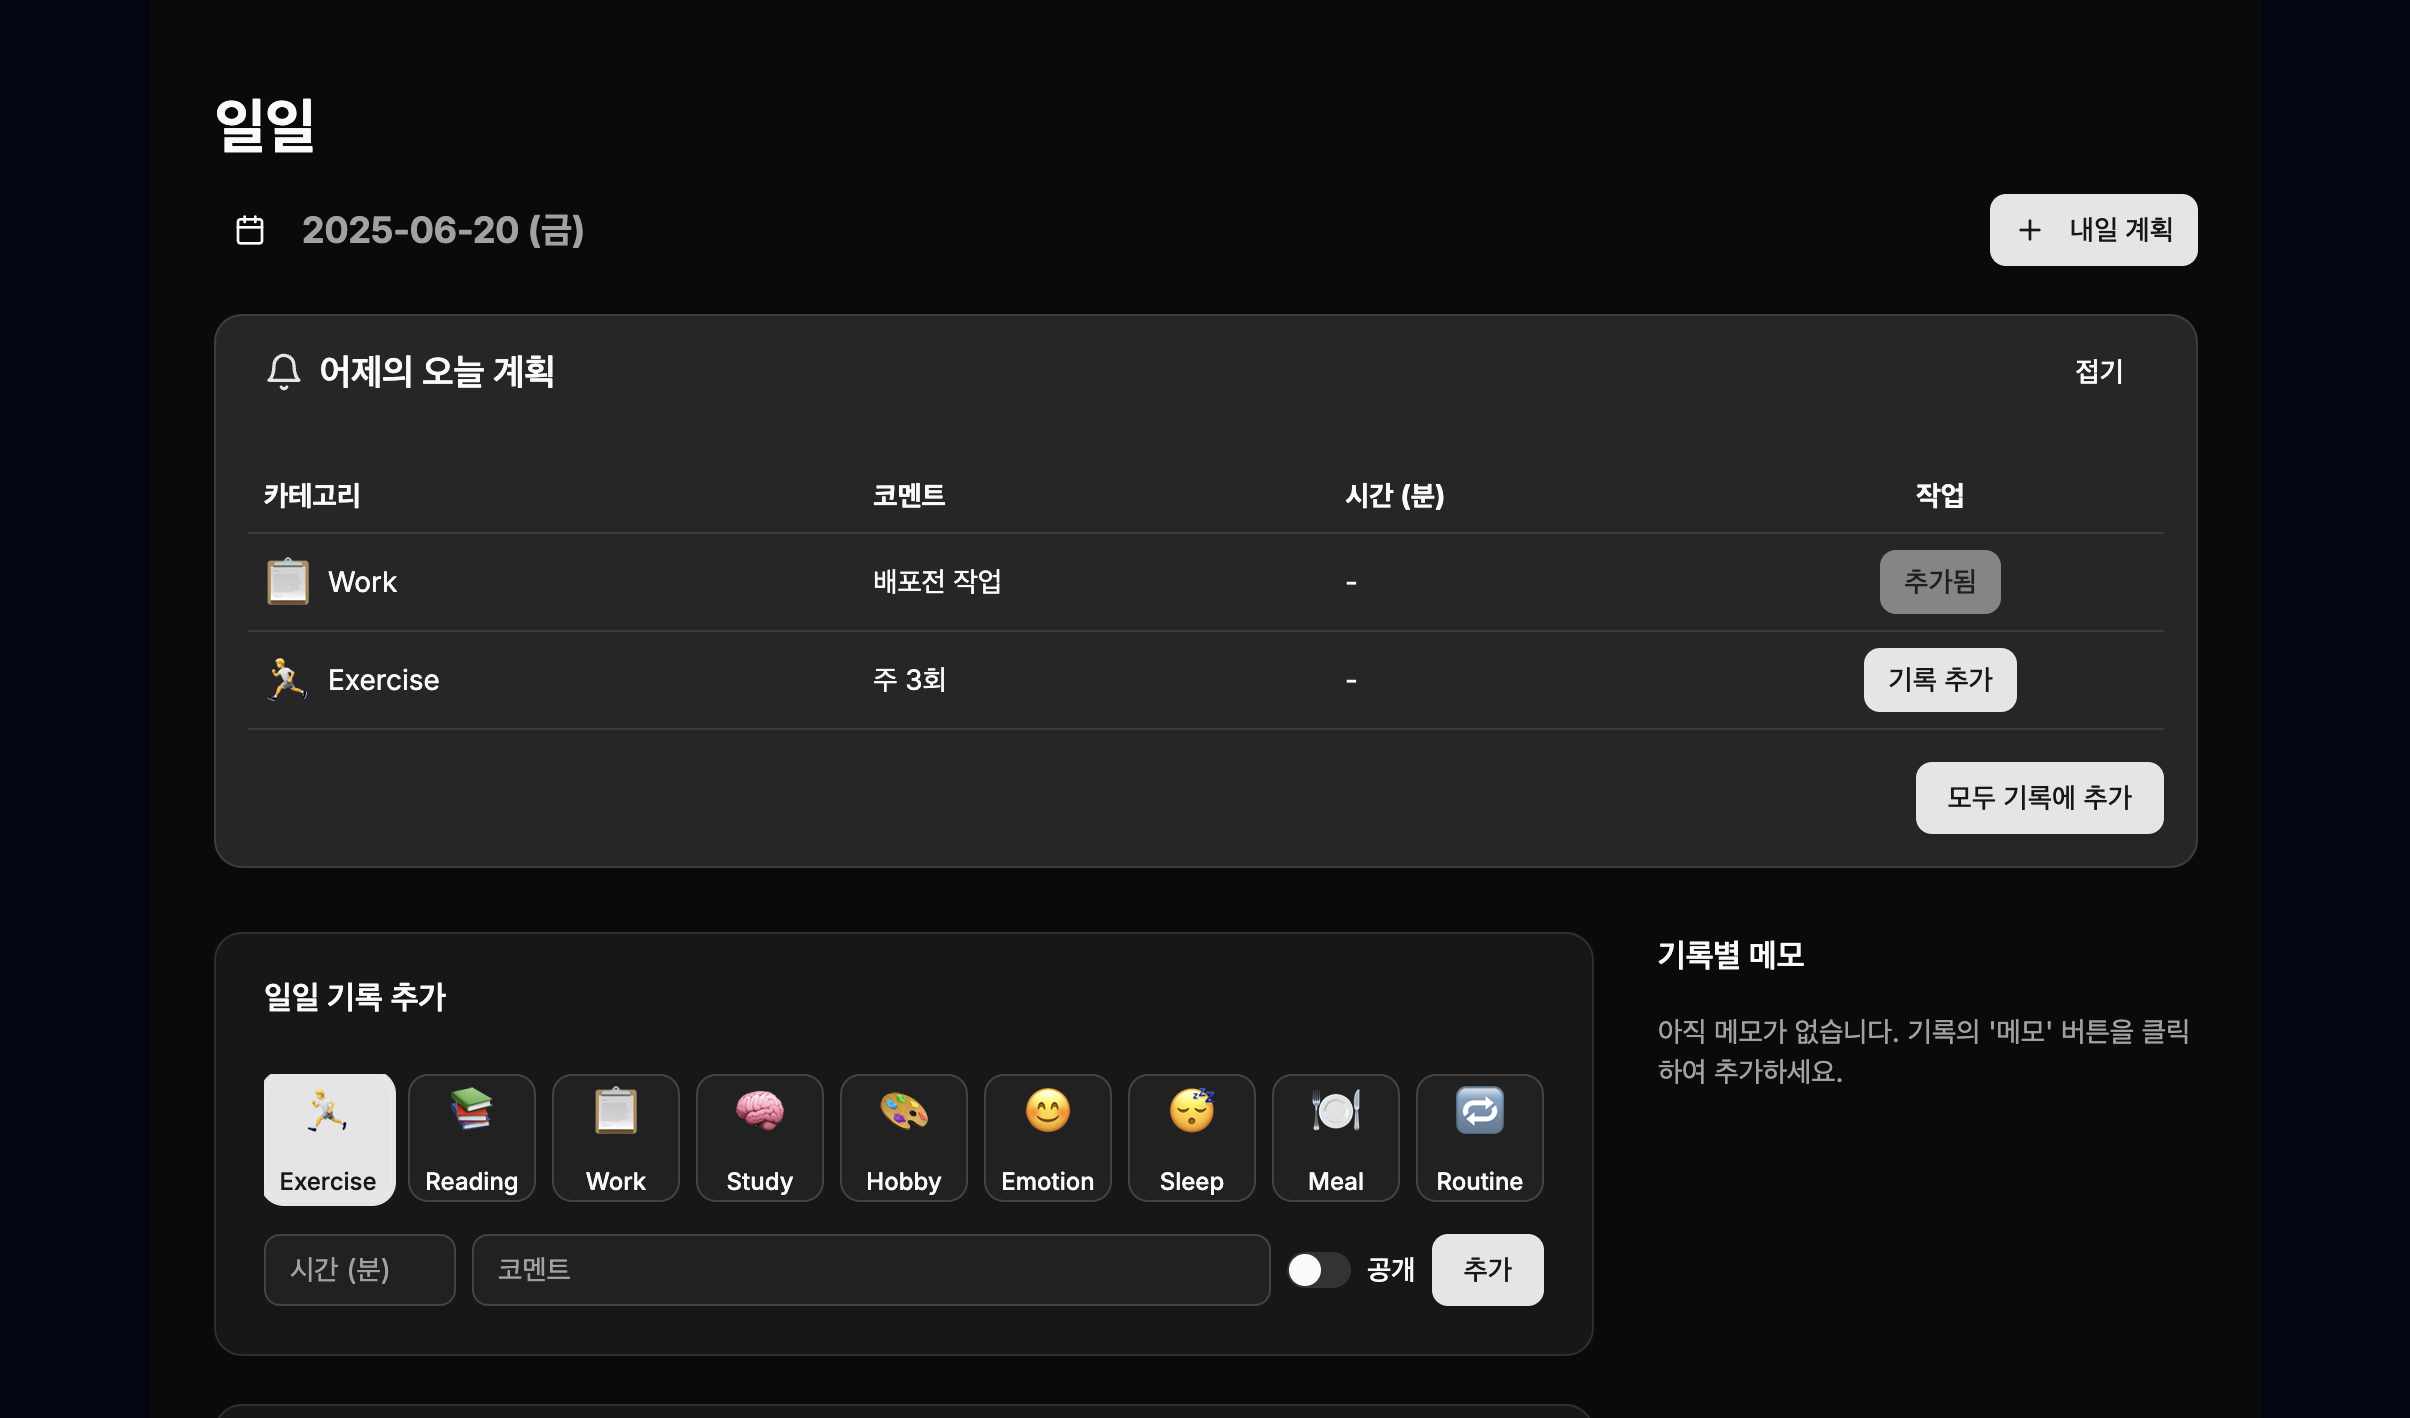 일일
2025-06-20 (금)
+ 내일 계획
어제의 오늘 계획
접기
카테고리 코멘트 시간 (분) 작업
Work 배포전 작업 - 추가됨
Exercise 주 3회 - 기록 추가
모두 기록에 추가
일일 기록 추가
Exercise Reading Work Study Hobby Emotion Sleep Meal Routine
시간 (분) 코멘트 공개 추가
기록별 메모
아직 메모가 없습니다. 기록의 '메모' 버튼을 클릭
하여 추가하세요.